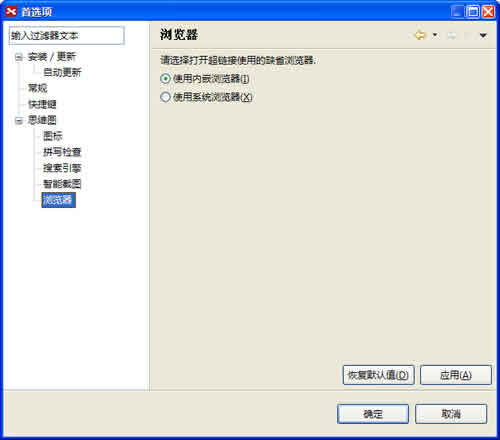 首选项
输入过滤器文本
安装 / 更新
自动更新
常规
快捷键
思维图
图标
拼写检查
搜索引擎
智能截图
浏览器
浏览器
请选择打开超链接使用的缺省浏览器.
使用内嵌浏览器(I)
使用系统浏览器(X)
恢复默认值(D)
应用(A)
确定
取消